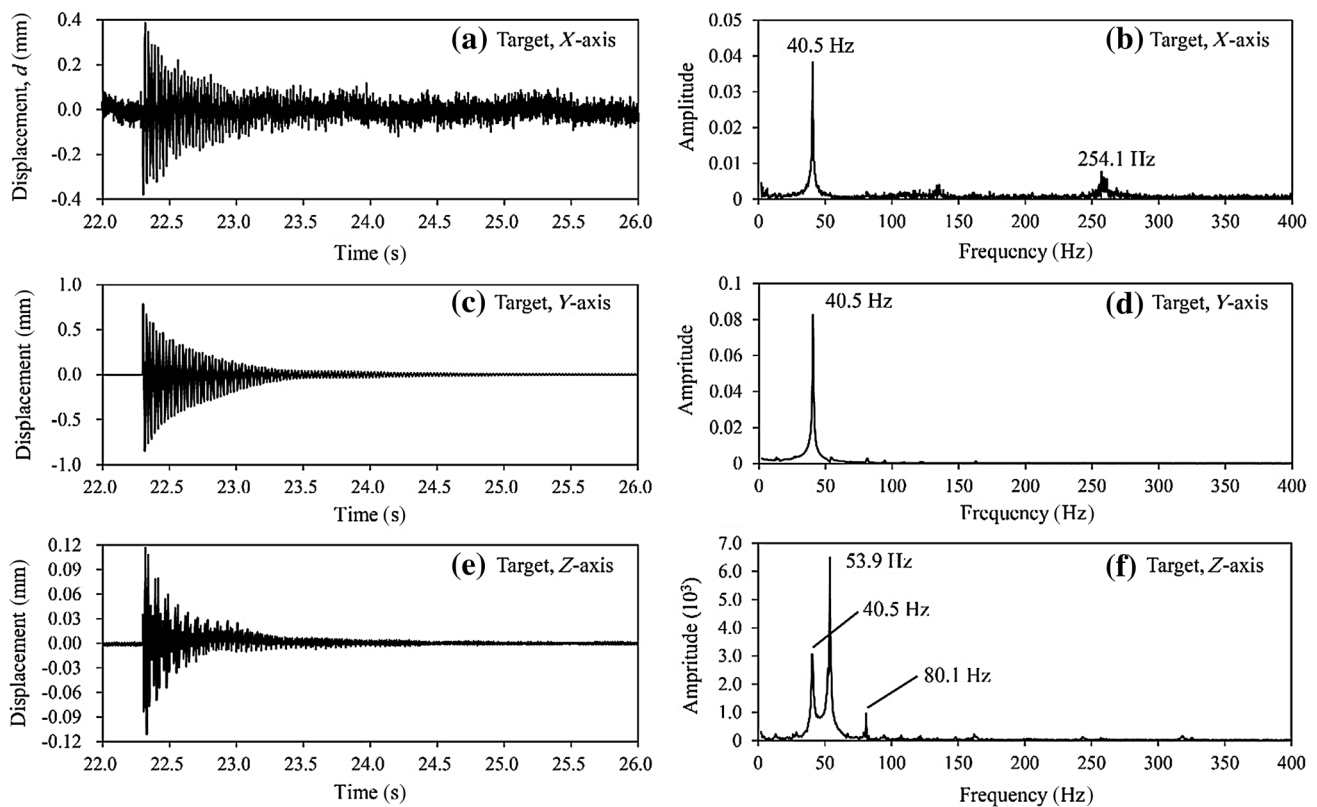 (a) Target, X-axis
Displacement, d (mm)
0.4
0.2
0.0
-0.2
-0.4
22.0 22.5 23.0 23.5 24.0 24.5 25.0 25.5 26.0
Time (s)
(b) Target, X-axis
Amplitude
0.05
0.04
0.03
0.02
0.01
0
40.5 Hz
254.1 Hz
0 50 100 150 200 250 300 350 400
Frequency (Hz)
(c) Target, Y-axis
Displacement (mm)
1.0
0.5
0.0
-0.5
-1.0
22.0 22.5 23.0 23.5 24.0 24.5 25.0 25.5 26.0
Time (s)
(d) Target, Y-axis
Ampritude
0.1
0.08
0.06
0.04
0.02
0
40.5 Hz
0 50 100 150 200 250 300 350 400
Frequency (Hz)
(e) Target, Z-axis
Displacement (mm)
0.12
0.09
0.06
0.03
0.00
-0.03
-0.06
-0.09
-0.12
22.0 22.5 23.0 23.5 24.0 24.5 25.0 25.5 26.0
Time (s)
(f) Target, Z-axis
Ampritude (10³)
7.0
6.0
5.0
4.0
3.0
2.0
1.0
0
53.9 Hz
40.5 Hz
80.1 Hz
0 50 100 150 200 250 300 350 400
Frequency (Hz)